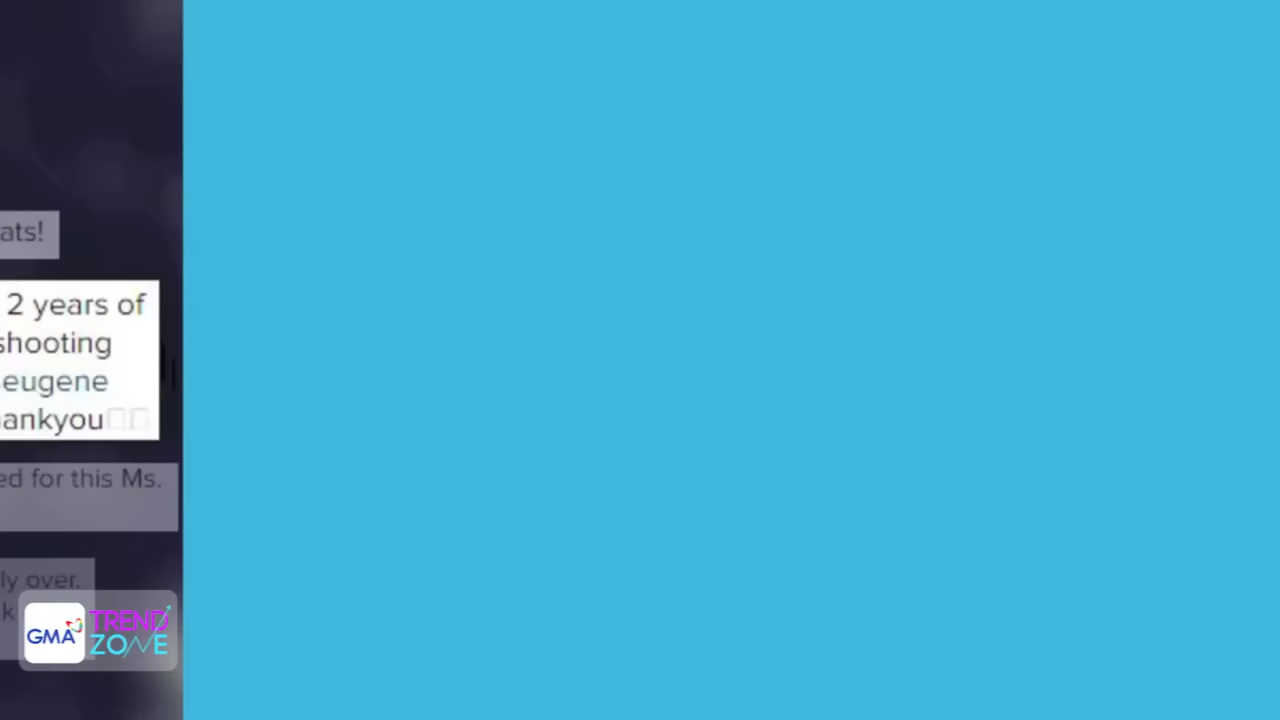 ats!
2 years of
shooting
eugene
ankyou
ed for this Ms.
ly over.
k
GMA
TREND
ZONE